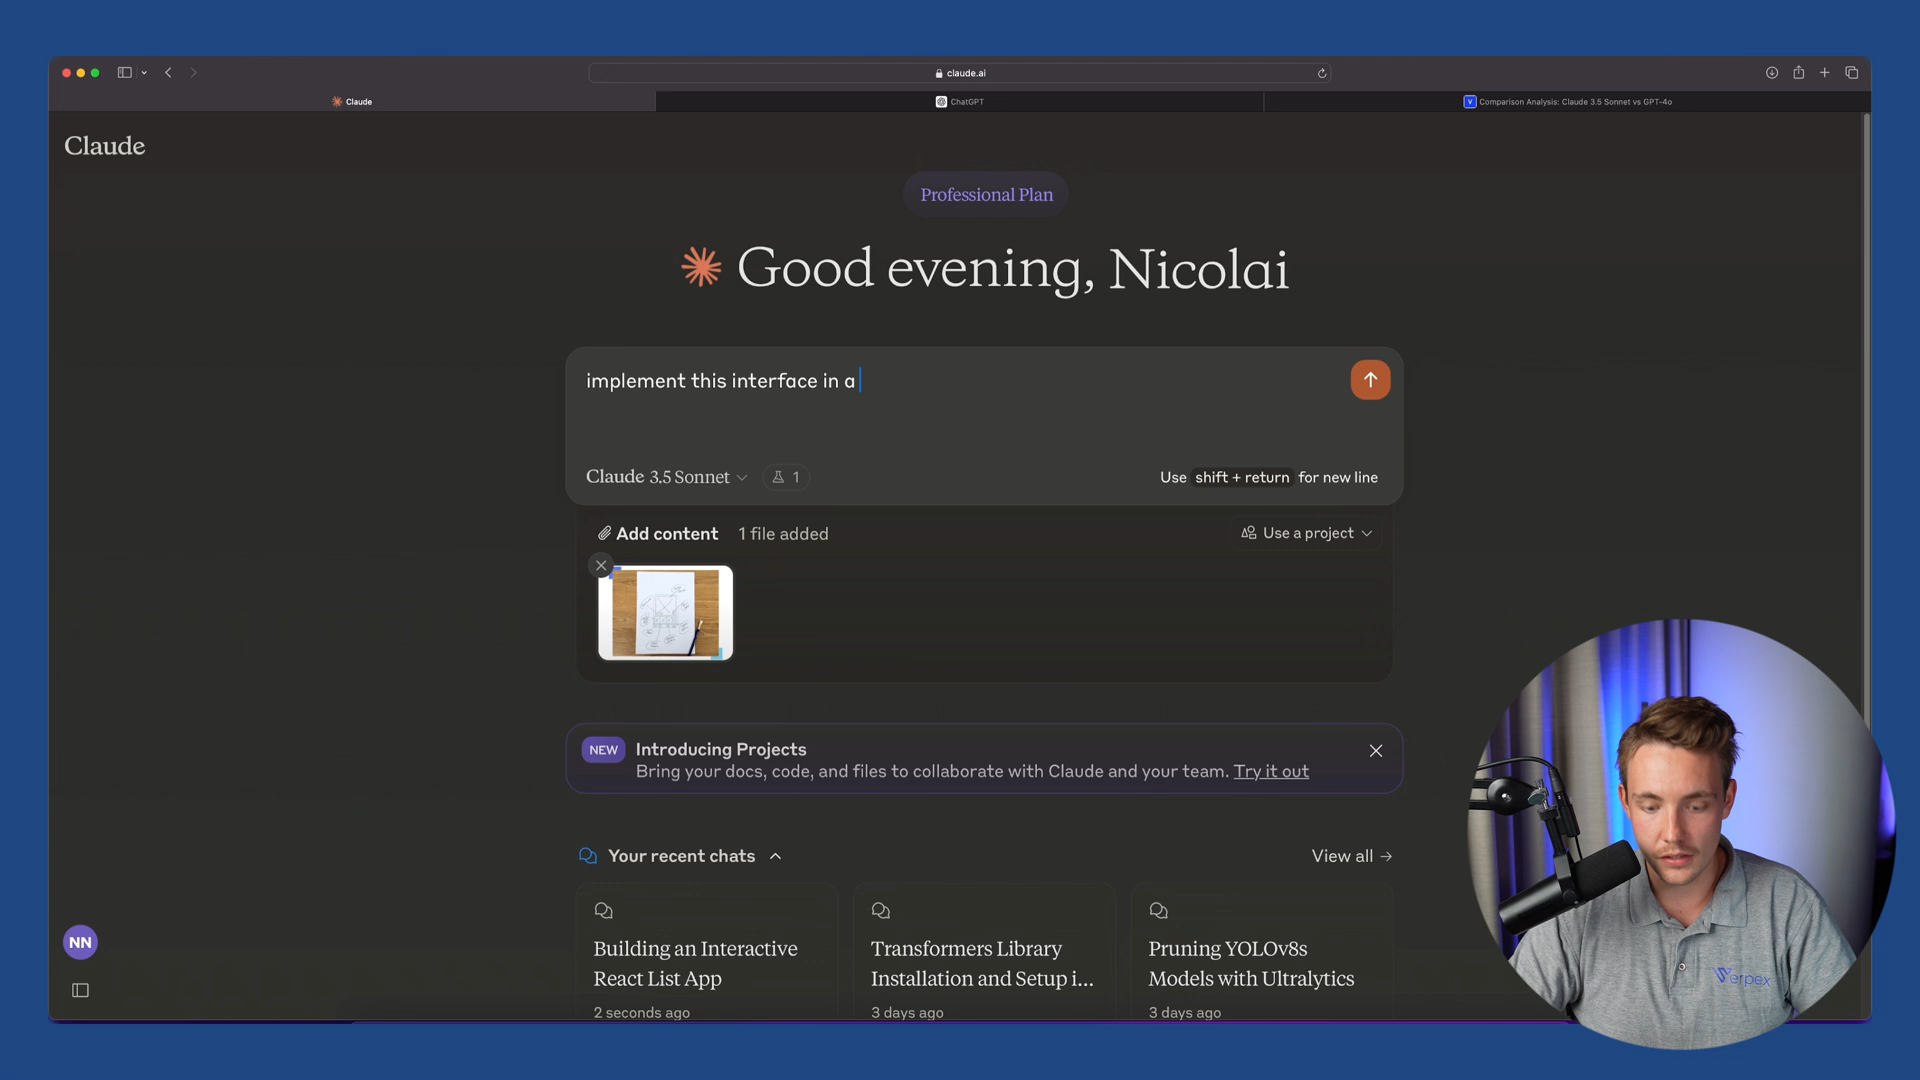 claude.ai
Claude
ChatGPT
V Comparison Analysis: Claude 3.5 Sonnet vs GPT-4o
Claude
Professional Plan
Good evening, Nicolai
implement this interface in a
Claude 3.5 Sonnet
1
Use shift + return for new line
Add content
1 file added
Use a project
NEW
Introducing Projects
Bring your docs, code, and files to collaborate with Claude and your team. Try it out
Your recent chats
View all →
Building an Interactive
React List App
2 seconds ago
Transformers Library
Installation and Setup i...
3 days ago
Pruning YOLOv8s
Models with Ultralytics
3 days ago
NN
Verpex